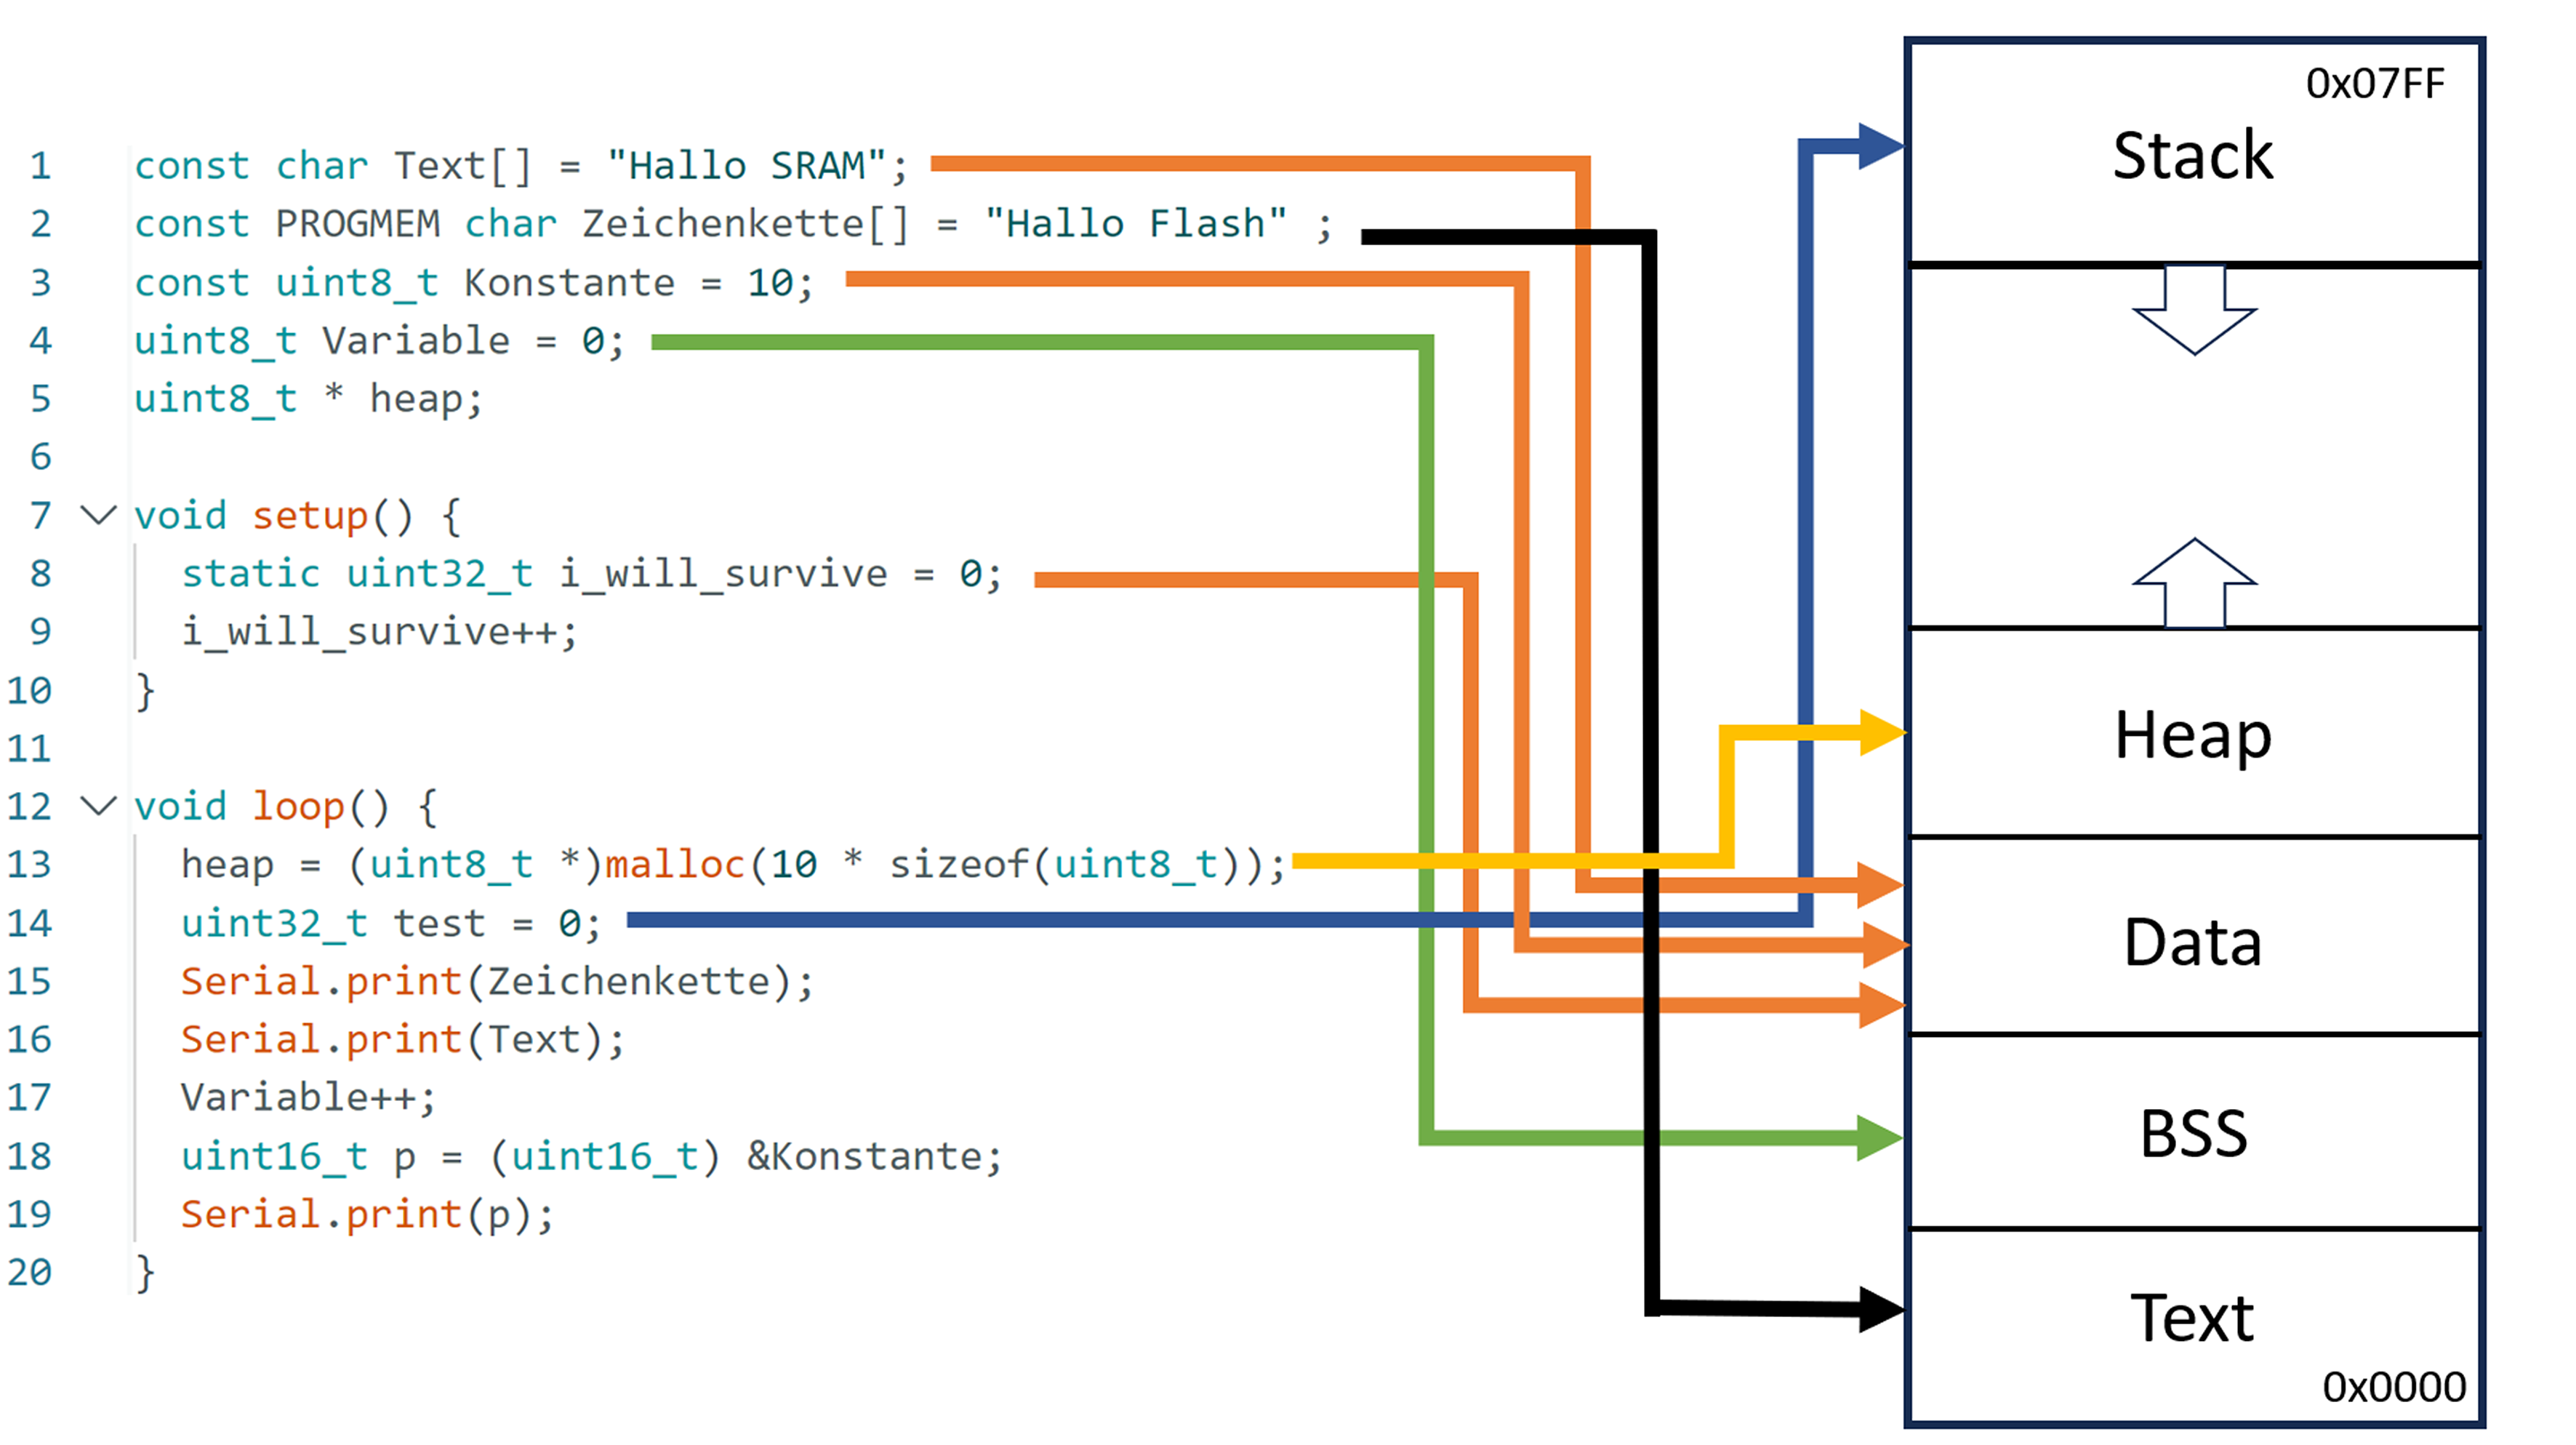 1 const char Text[] = "Hallo SRAM";
2 const PROGMEM char Zeichenkette[] = "Hallo Flash" ;
3 const uint8_t Konstante = 10;
4 uint8_t Variable = 0;
5 uint8_t * heap;
6
7 void setup() {
8 static uint32_t i_will_survive = 0;
9 i_will_survive++;
10 }
11
12 void loop() {
13 heap = (uint8_t *)malloc(10 * sizeof(uint8_t));
14 uint32_t test = 0;
15 Serial.print(Zeichenkette);
16 Serial.print(Text);
17 Variable++;
18 uint16_t p = (uint16_t) &Konstante;
19 Serial.print(p);
20 }
0x07FF
Stack
Heap
Data
BSS
Text
0x0000